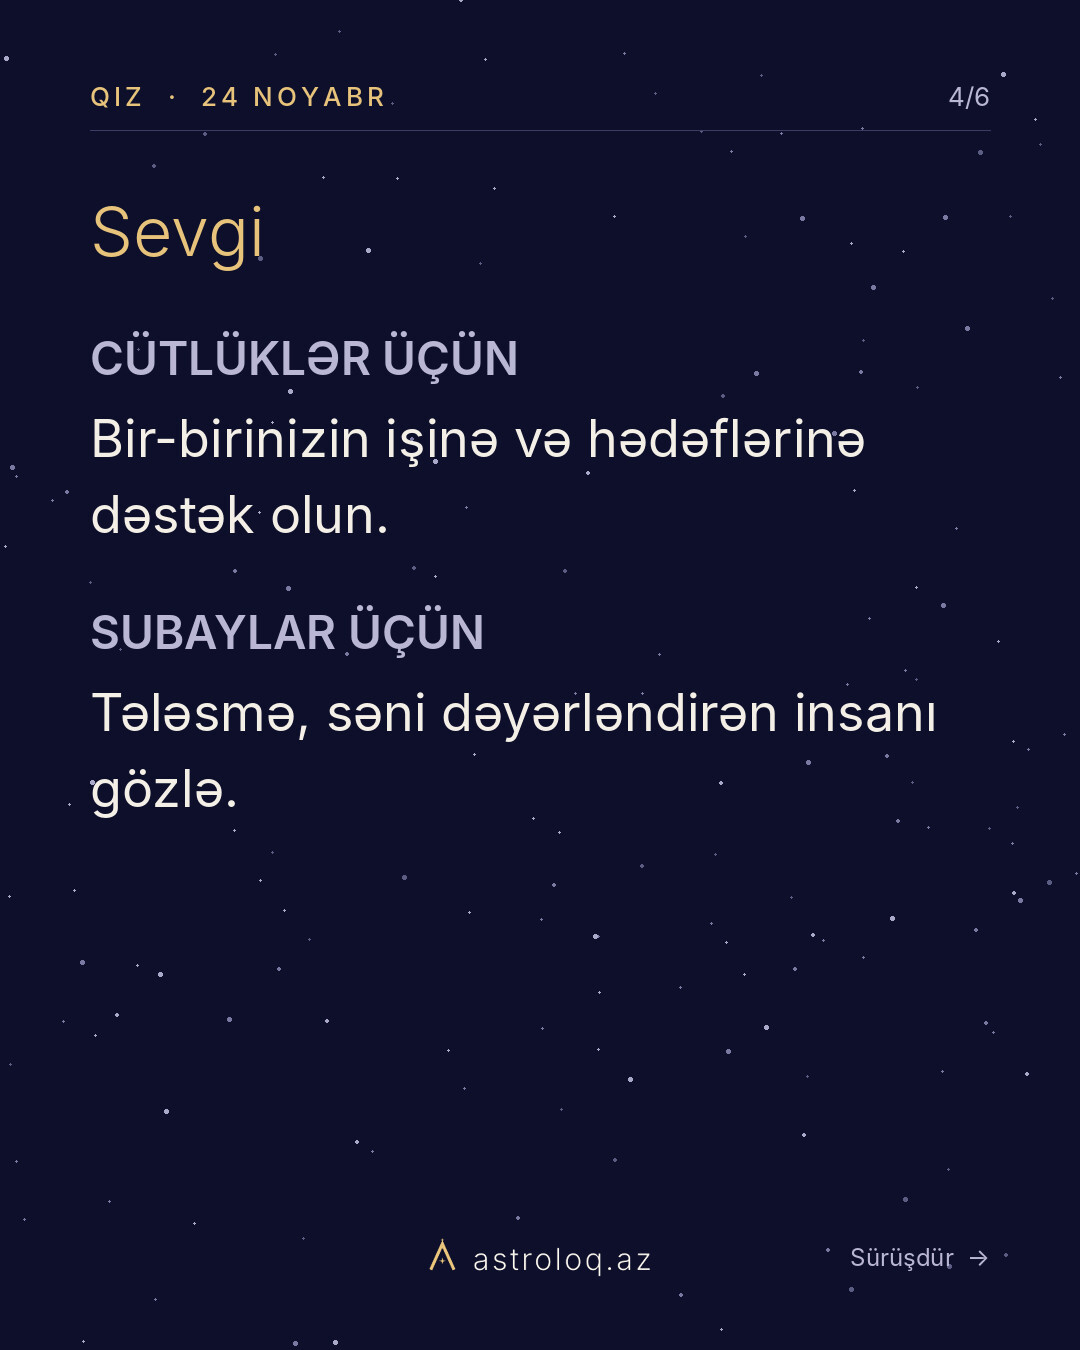 QIZ · 24 NOYABR
4/6
Sevgi
CÜTLÜKLƏR ÜÇÜN
Bir-birinizin işinə və hədəflərinə
dəstək olun.
SUBAYLAR ÜÇÜN
Tələsmə, səni dəyərləndirən insanı
gözlə.
astroloq.az
Sürüşdür →